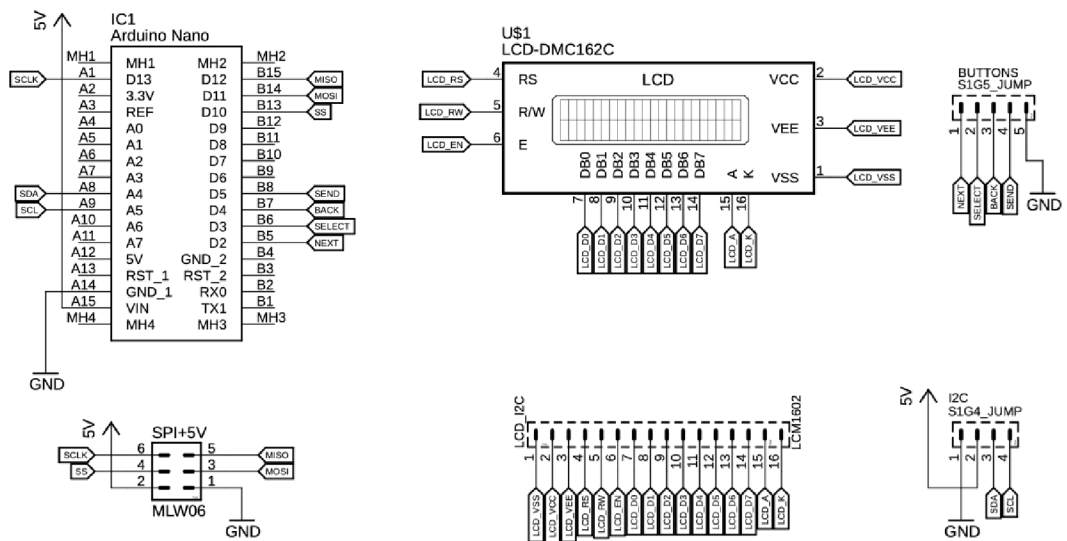 5V
IC1
Arduino Nano
MH1 MH1 MH2 MH2
SCLK A1 D13 D12 B15 MISO
A2 3.3V D11 B14 MOSI
A3 REF D10 B13 SS
A4 A0 D9 B12
A5 A1 D8 B11
A6 A2 D7 B10
A7 A3 D6 B9
SDA A8 A4 D5 B8 SEND
SCL A9 A5 D4 B7 BACK
A10 A6 D3 B6 SELECT
A11 A7 D2 B5 NEXT
A12 5V GND_2 B4
A13 RST_1 RST_2 B3
A14 GND_1 RX0 B2
A15 VIN TX1 B1
MH4 MH4 MH3 MH3
GND
U$1
LCD-DMC162C
LCD_RS 4 RS LCD VCC 2 LCD_VCC
LCD_RW 5 R/W VEE 3 LCD_VEE
LCD_EN 6 E VSS 1 LCD_VSS
DB0 DB1 DB2 DB3 DB4 DB5 DB6 DB7 A K
7 8 9 10 11 12 13 14 15 16
LCD_D0 LCD_D1 LCD_D2 LCD_D3 LCD_D4 LCD_D5 LCD_D6 LCD_D7 LCD_A LCD_K
BUTTONS
S1G5_JUMP
1 2 3 4 5
NEXT SELECT BACK SEND
GND
5V
SPI+5V
SCLK 6 5 MISO
SS 4 3 MOSI
2 1
MLW06
GND
LCD_I2C
LCM1602
1 2 3 4 5 6 7 8 9 10 11 12 13 14 15 16
LCD_VSS LCD_VCC LCD_VEE LCD_RS LCD_RW LCD_EN LCD_D0 LCD_D1 LCD_D2 LCD_D3 LCD_D4 LCD_D5 LCD_D6 LCD_D7 LCD_A LCD_K
5V
I2C
S1G4_JUMP
1 2 3 4
SDA SCL
GND